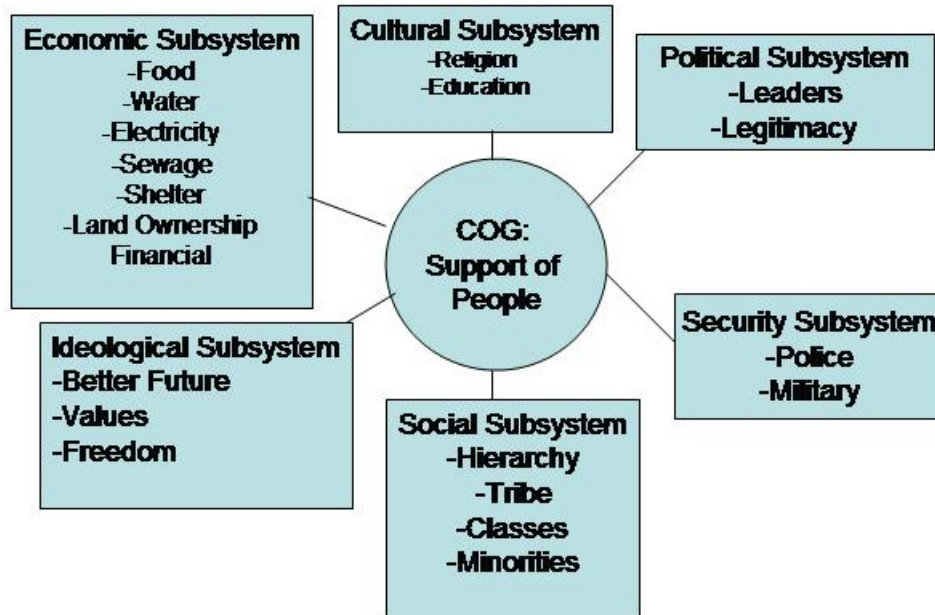 Economic Subsystem
-Food
-Water
-Electricity
-Sewage
-Shelter
-Land Ownership
Financial
Cultural Subsystem
-Religion
-Education
Political Subsystem
-Leaders
-Legitimacy
COG:
Support of
People
Ideological Subsystem
-Better Future
-Values
-Freedom
Social Subsystem
-Hierarchy
-Tribe
-Classes
-Minorities
Security Subsystem
-Police
-Military